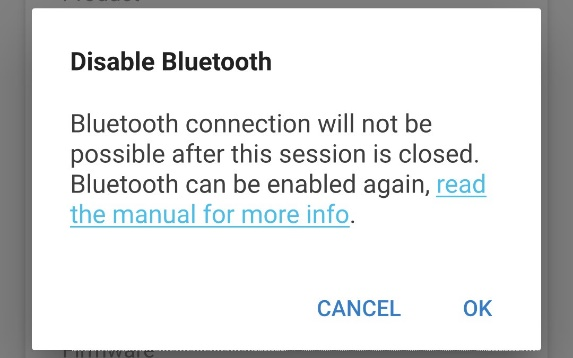 Disable Bluetooth
Bluetooth connection will not be
possible after this session is closed.
Bluetooth can be enabled again, read
the manual for more info.
CANCEL OK
Firmware